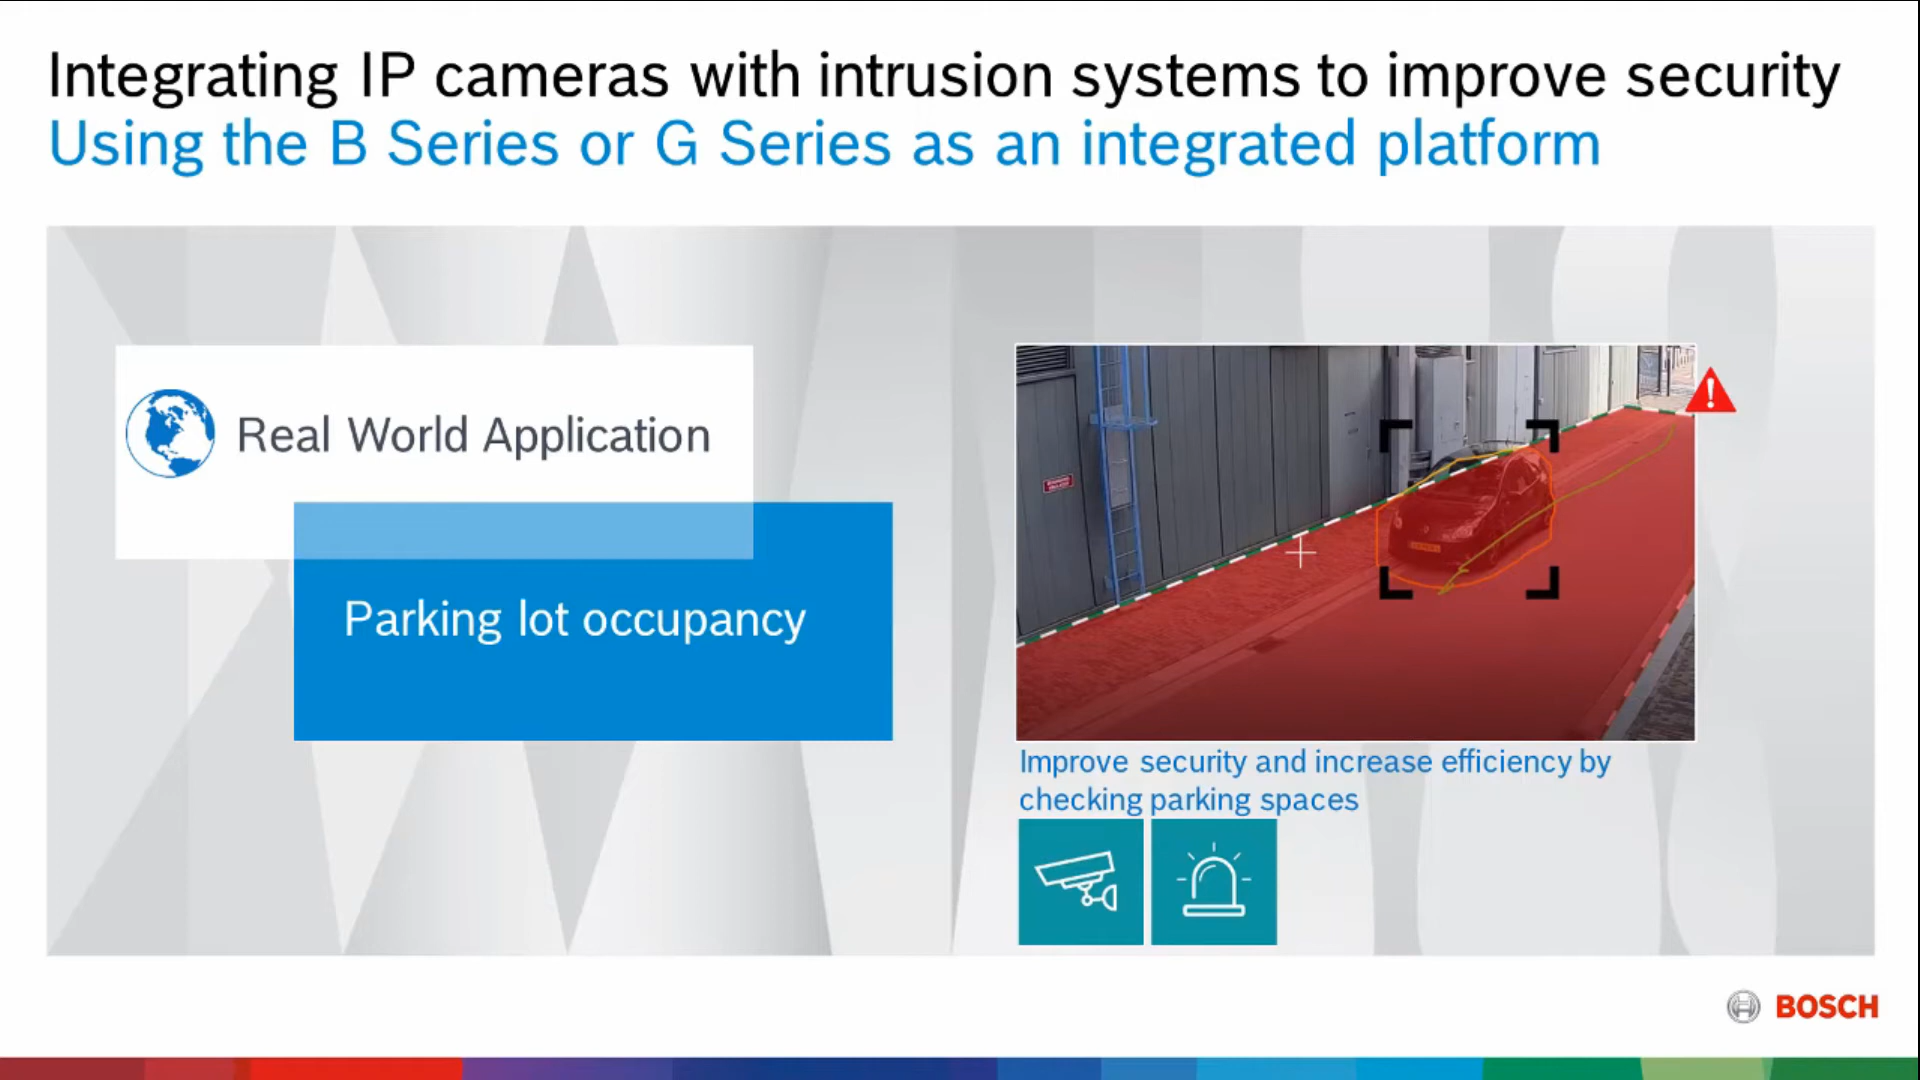 Integrating IP cameras with intrusion systems to improve security
Using the B Series or G Series as an integrated platform
Real World Application
Parking lot occupancy
Improve security and increase efficiency by
checking parking spaces
BOSCH